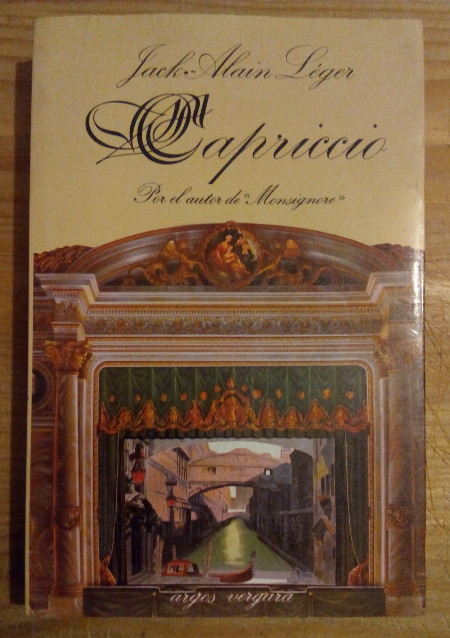 Jack-Alain Léger
Capriccio
Por el autor de «Monsignore»
argos vergara